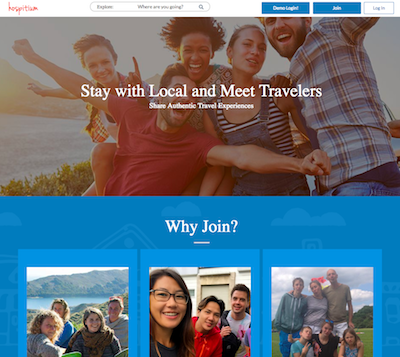 hospitium
Explore: Where are you going?
Demo Login!
Join
Log in
Stay with Local and Meet Travelers
Share Authentic Travel Experiences
Why Join?